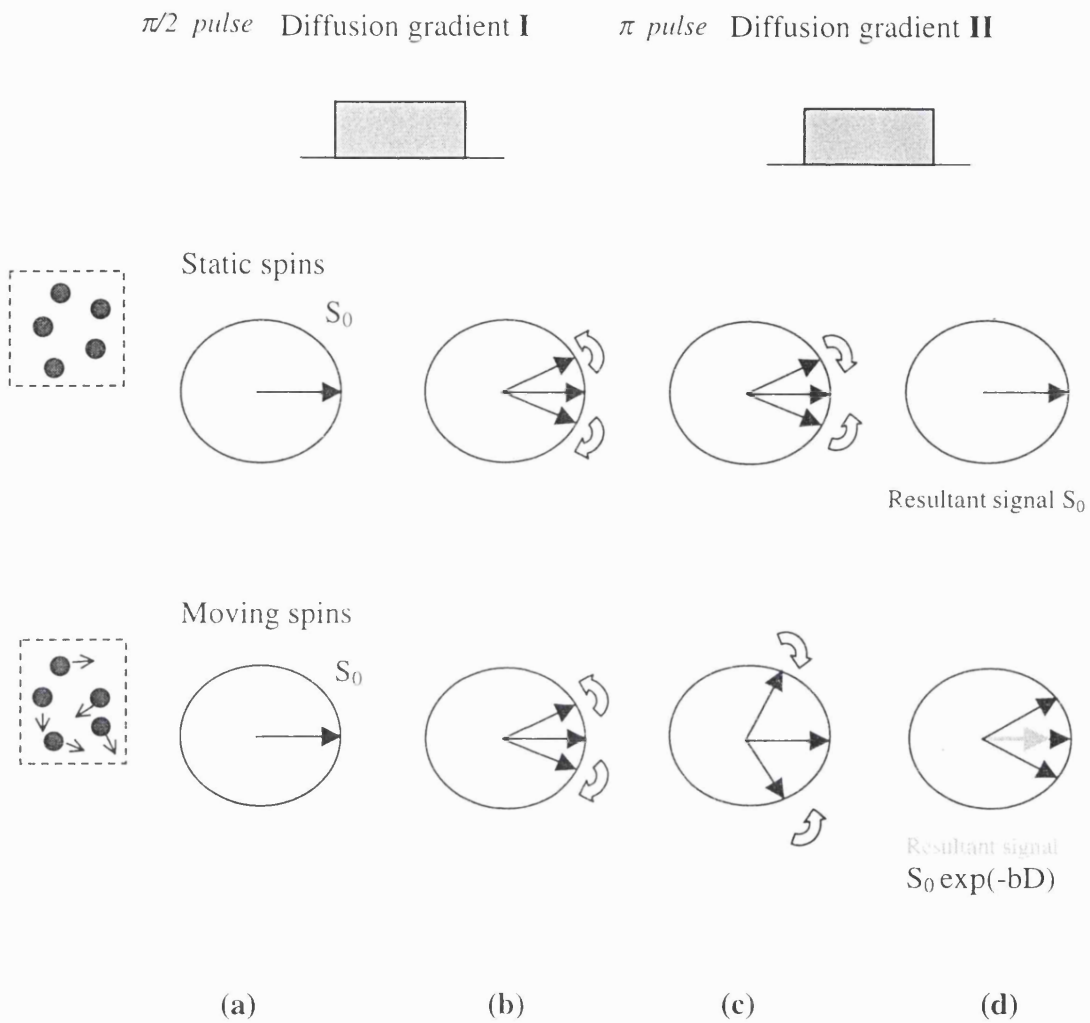 π/2 pulse Diffusion gradient I π pulse Diffusion gradient II
Static spins
S₀
Resultant signal S₀
Moving spins
S₀
Resultant signal
S₀ exp(-bD)
(a) (b) (c) (d)